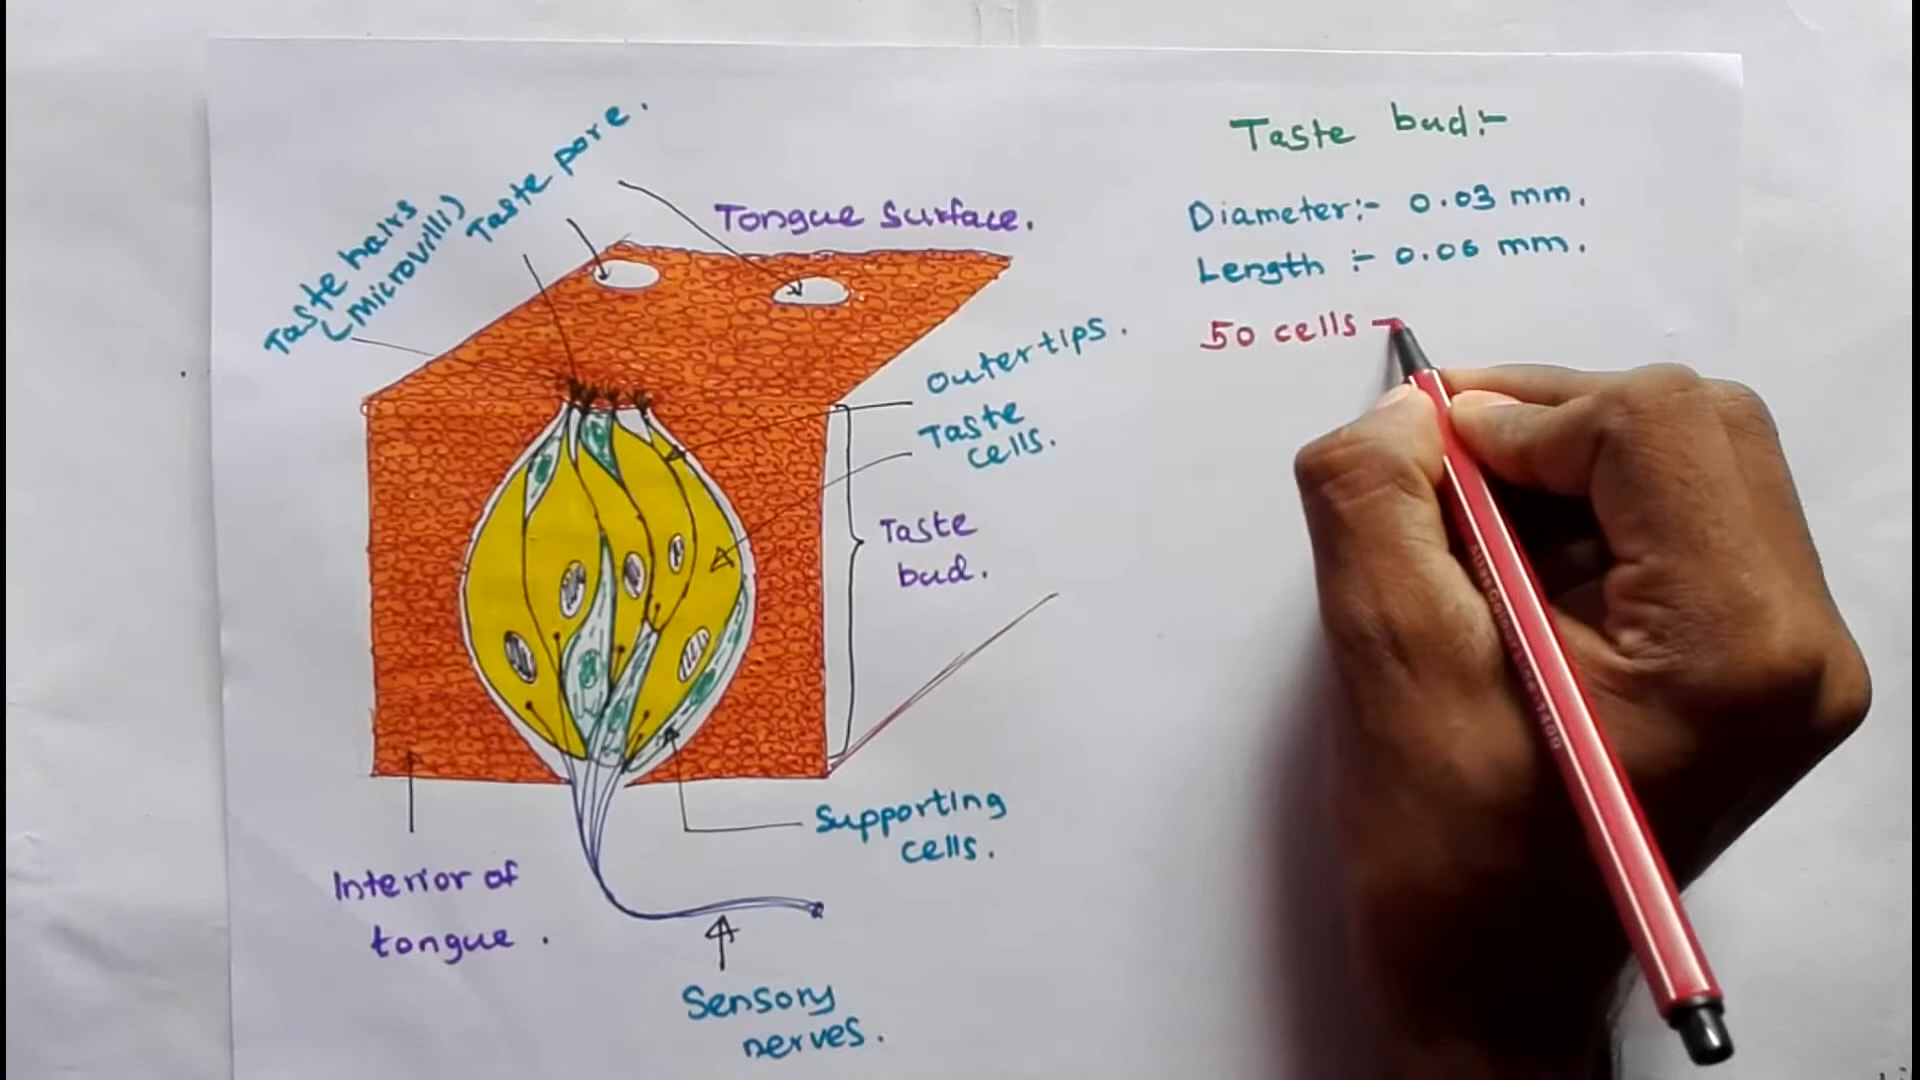 Taste hairs
(Microvilli)
Taste pore.
Tongue Surface.
outer tips.
Taste
cells.
Taste
bud.
Supporting
cells.
Interior of
tongue.
Sensory
nerves.
Taste bud:-
Diameter:- 0.03 mm.
Length :- 0.06 mm.
50 cells -